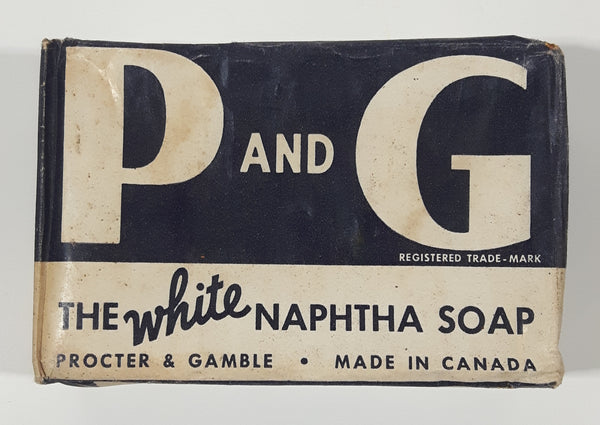 P AND G
REGISTERED TRADE-MARK
THE white NAPHTHA SOAP
PROCTER & GAMBLE • MADE IN CANADA